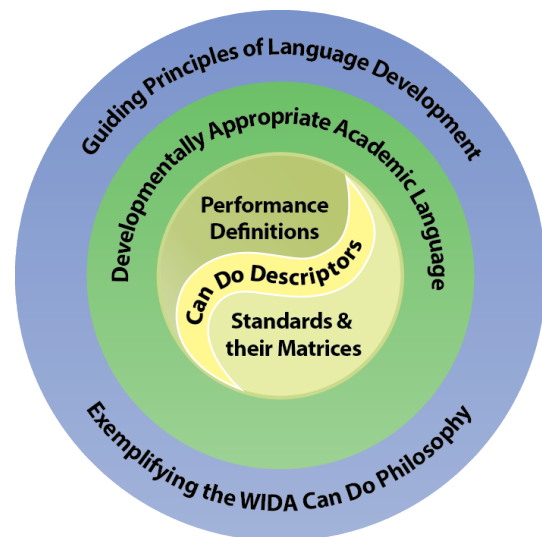 Guiding Principles of Language Development
Developmentally Appropriate Academic Language
Performance
Definitions
Can Do Descriptors
Standards &
their Matrices
Exemplifying the WIDA Can Do Philosophy